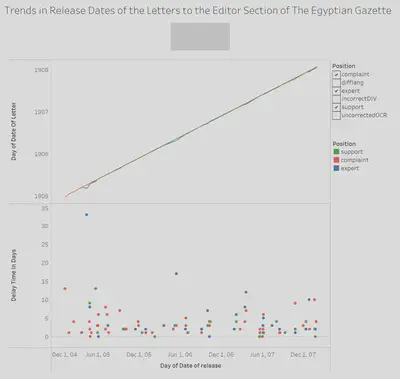 Trends in Release Dates of the Letters to the Editor Section of The Egyptian Gazette
Day of Date Of Letter
1908
1907
1906
1905
Position
complaint
difflang
expert
incorrectDIV
support
uncorrectedOCR
Position
support
complaint
expert
Delay Time in Days
35
30
25
20
15
10
5
0
Dec 1, 04
Jun 1, 05
Dec 1, 05
Jun 1, 06
Dec 1, 06
Jun 1, 07
Dec 1, 07
Day of Date of release